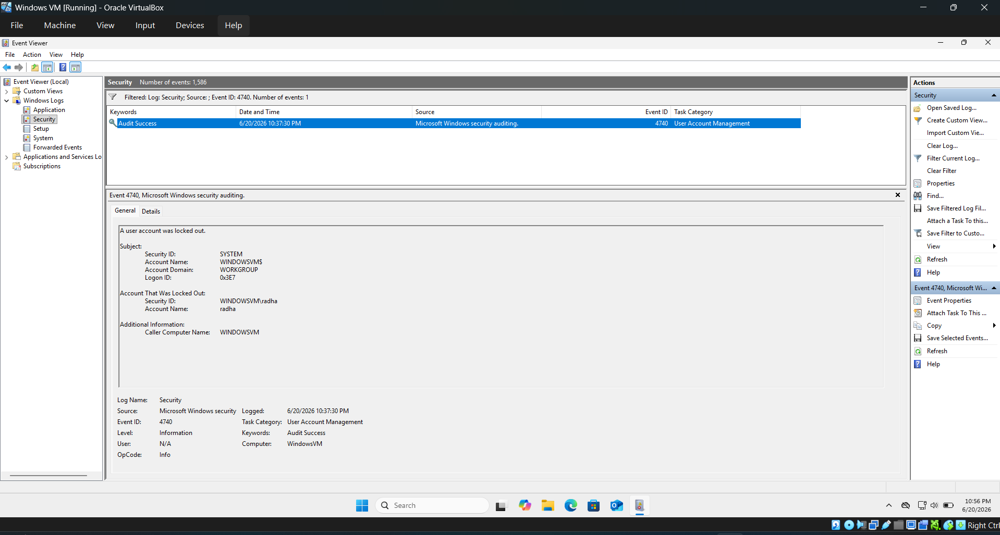 Windows VM [Running] - Oracle VirtualBox
File Machine View Input Devices Help
Event Viewer
File Action View Help
Event Viewer (Local)
Custom Views
Windows Logs
Application
Security
Setup
System
Forwarded Events
Applications and Services Lo
Subscriptions
Security Number of events: 1,586
Filtered: Log: Security; Source: ; Event ID: 4740. Number of events: 1
Keywords Date and Time Source Event ID Task Category
Audit Success 6/20/2026 10:37:30 PM Microsoft Windows security auditing. 4740 User Account Management
Event 4740, Microsoft Windows security auditing.
General Details
A user account was locked out.
Subject:
Security ID: SYSTEM
Account Name: WINDOWSVM$
Account Domain: WORKGROUP
Logon ID: 0x3E7
Account That Was Locked Out:
Security ID: WINDOWSVM\radha
Account Name: radha
Additional Information:
Caller Computer Name: WINDOWSVM
Log Name: Security
Source: Microsoft Windows security Logged: 6/20/2026 10:37:30 PM
Event ID: 4740 Task Category: User Account Management
Level: Information Keywords: Audit Success
User: N/A Computer: WindowsVM
OpCode: Info
Actions
Security
Open Saved Log...
Create Custom View...
Import Custom Vie...
Clear Log...
Filter Current Log...
Clear Filter
Properties
Find...
Save Filtered Log Fil...
Attach a Task To this...
Save Filter to Custo...
View
Refresh
Help
Event 4740, Microsoft Wi...
Event Properties
Attach Task To This ...
Copy
Save Selected Events...
Refresh
Help
Search
10:56 PM
6/20/2026
Right Ctrl